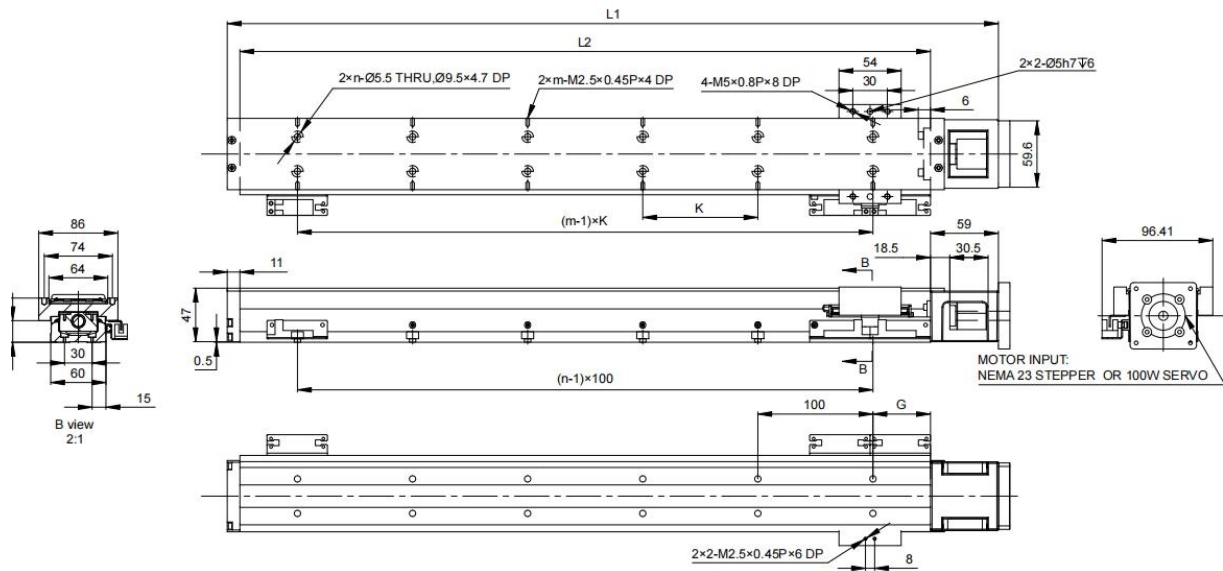 L1
L2
54
30
2×n-Ø5.5 THRU,Ø9.5×4.7 DP
2×m-M2.5×0.45P×4 DP
4-M5×0.8P×8 DP
2×2-Ø5h7↧6
6
59.6
K
(m-1)×K
86
74
64
30
60
15
B view
2:1
11
47
0.5
18.5
59
30.5
B
B
(n-1)×100
96.41
MOTOR INPUT:
NEMA 23 STEPPER OR 100W SERVO
100
G
2×2-M2.5×0.45P×6 DP
8